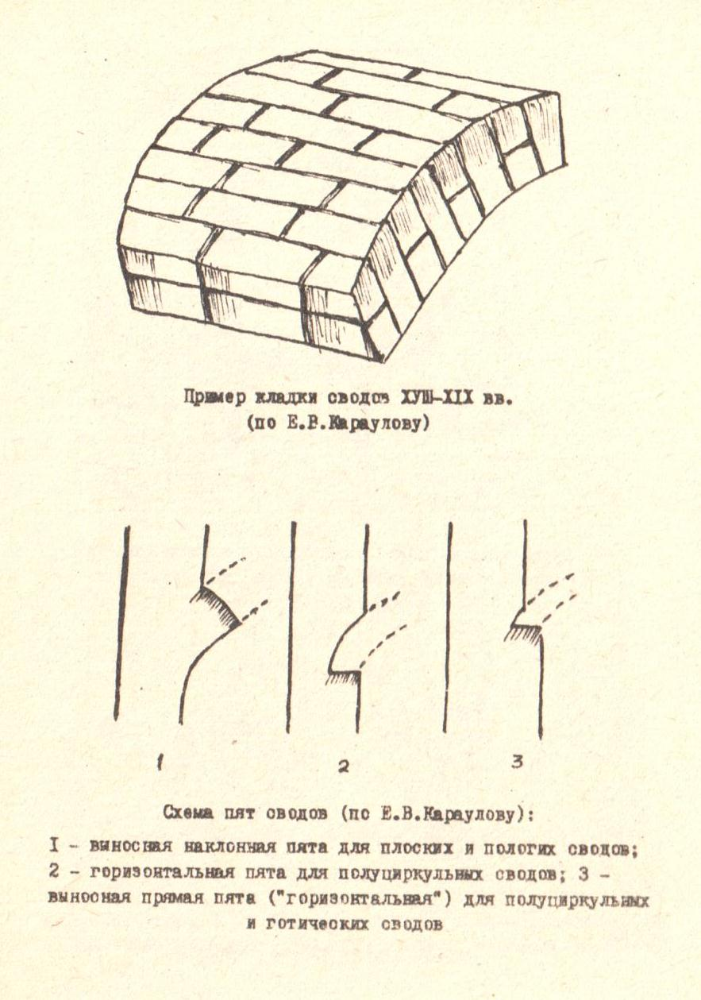 Пример кладки сводов ХУШ-XIX вв.
(по Е.В.Караулову)
1
2
3
Схема пят сводов (по Е.В.Караулову):
I - выносная наклонная пята для плоских и пологих сводов;
2 - горизонтальная пята для полуциркульных сводов; 3 -
выносная прямая пята ("горизонтальная") для полуциркульных
и готических сводов